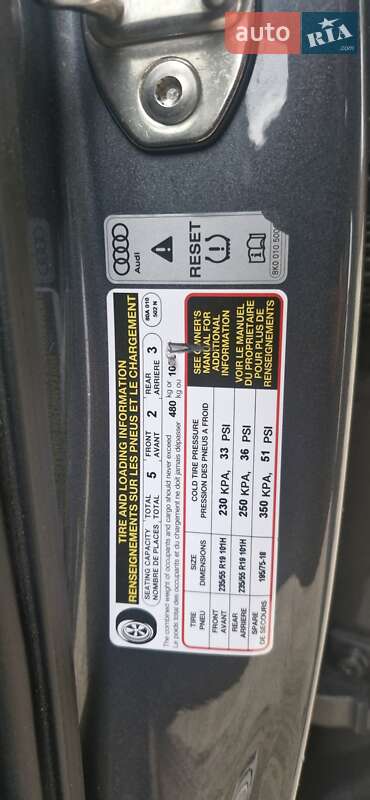 auto RIA
.com
Audi
RESET
8K0 010 500
TIRE AND LOADING INFORMATION
RENSEIGNEMENTS SUR LES PNEUS ET LE CHARGEMENT
80A 010
502 N
SEATING CAPACITY TOTAL 5 FRONT 2 REAR 3
NOMBRE DE PLACES TOTAL AVANT ARRIERE
The combined weight of occupants and cargo should never exceed 480 kg or
Le poids total des occupants et du chargement ne doit jamais dépasser kg ou
TIRE SIZE COLD TIRE PRESSURE
PNEU DIMENSIONS PRESSION DES PNEUS A FROID
FRONT
AVANT 235/55 R19 101H 230 KPA, 33 PSI
REAR
ARRIERE 235/55 R19 101H 250 KPA, 36 PSI
SPARE
DE SECOURS 195/75-18 350 KPA, 51 PSI
SEE OWNER'S
MANUAL FOR
ADDITIONAL
INFORMATION
VOIR LE MANUEL
DU PROPRIETAIRE
POUR PLUS DE
RENSEIGNEMENTS